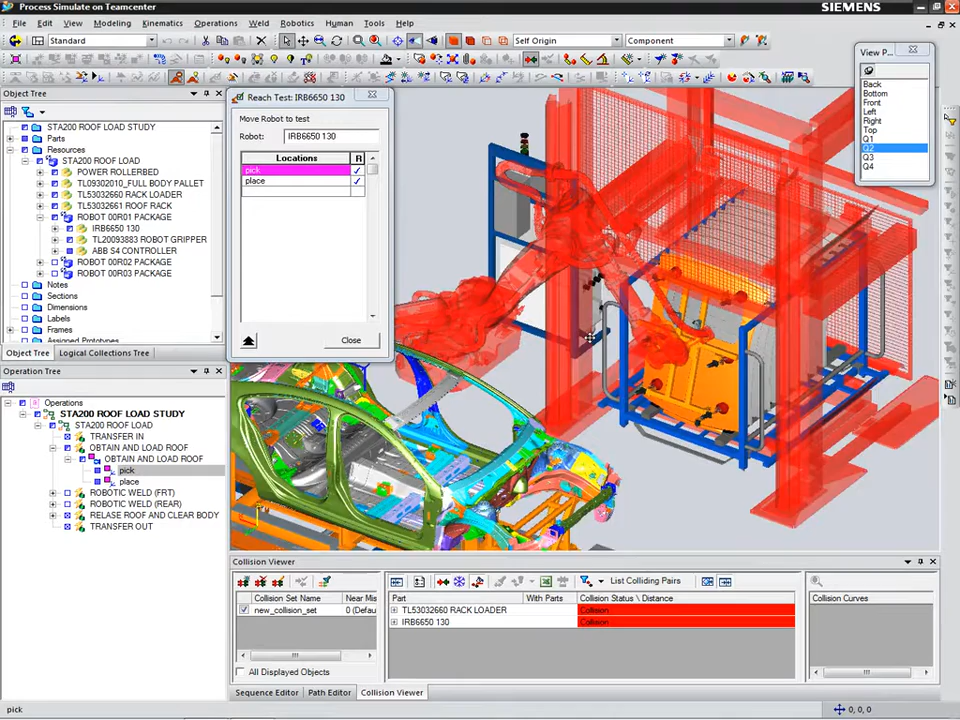 Process Simulate on Teamcenter
SIEMENS
File Edit View Modeling Kinematics Operations Weld Robotics Human Tools Help
Standard
Self Origin
Component
Object Tree
STA200 ROOF LOAD STUDY
Parts
Resources
STA200 ROOF LOAD
POWER ROLLERBED
TL09302010_FULL BODY PALLET
TL53032660 RACK LOADER
TL53032661 ROOF RACK
ROBOT 00R01 PACKAGE
IRB6650 130
TL20093883 ROBOT GRIPPER
ABB S4 CONTROLLER
ROBOT 00R02 PACKAGE
ROBOT 00R03 PACKAGE
Notes
Sections
Dimensions
Labels
Frames
Assigned Prototypes
Object Tree Logical Collections Tree
Operation Tree
Operations
STA200 ROOF LOAD STUDY
STA200 ROOF LOAD
TRANSFER IN
OBTAIN AND LOAD ROOF
OBTAIN AND LOAD ROOF
pick
place
ROBOTIC WELD (FRT)
ROBOTIC WELD (REAR)
RELASE ROOF AND CLEAR BODY
TRANSFER OUT
Reach Test: IRB6650 130
Move Robot to test
Robot: IRB6650 130
Locations R
pick
place
Close
View P...
Back
Bottom
Front
Left
Right
Top
Q1
Q2
Q3
Q4
Collision Viewer
List Colliding Pairs
Collision Set Name Near Mis
new_collision_set 0 (Defau
All Displayed Objects
Part With Parts Collision Status \ Distance
TL53032660 RACK LOADER Collision
IRB6650 130 Collision
Collision Curves
Sequence Editor Path Editor Collision Viewer
pick
0, 0, 0